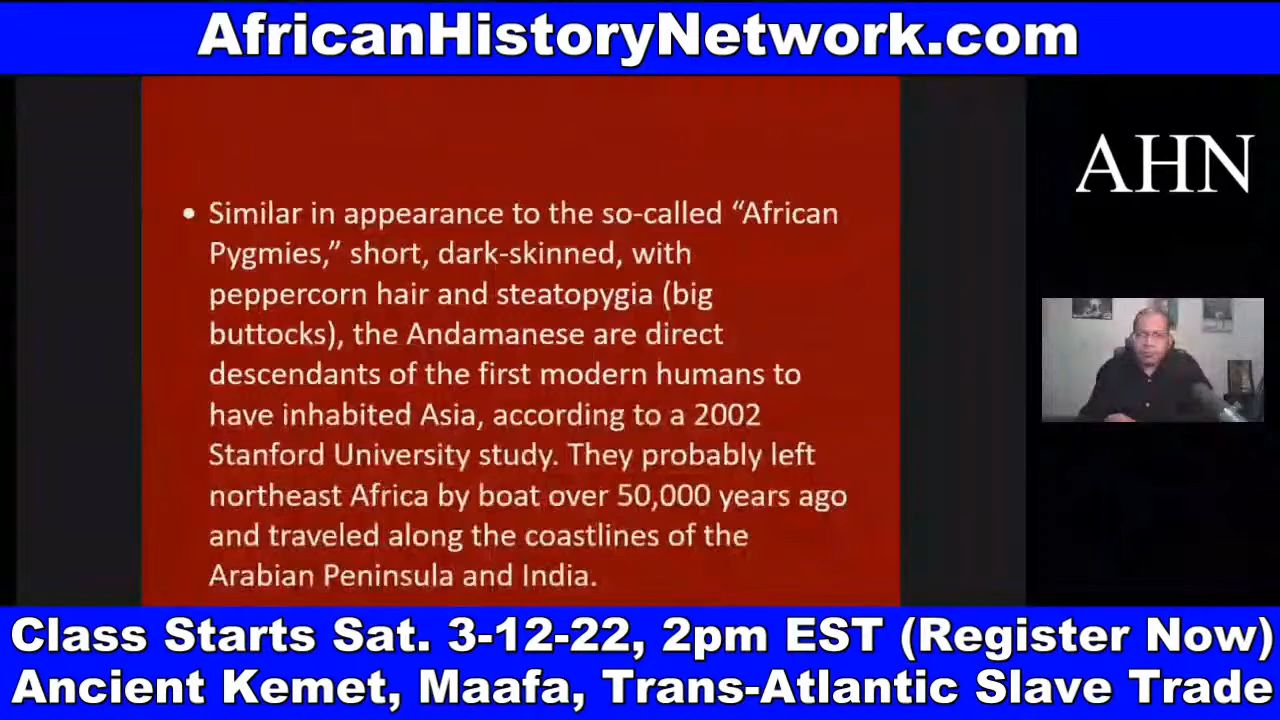 AfricanHistoryNetwork.com
AHN
• Similar in appearance to the so-called “African
Pygmies,” short, dark-skinned, with
peppercorn hair and steatopygia (big
buttocks), the Andamanese are direct
descendants of the first modern humans to
have inhabited Asia, according to a 2002
Stanford University study. They probably left
northeast Africa by boat over 50,000 years ago
and traveled along the coastlines of the
Arabian Peninsula and India.
Class Starts Sat. 3-12-22, 2pm EST (Register Now)
Ancient Kemet, Maafa, Trans-Atlantic Slave Trade